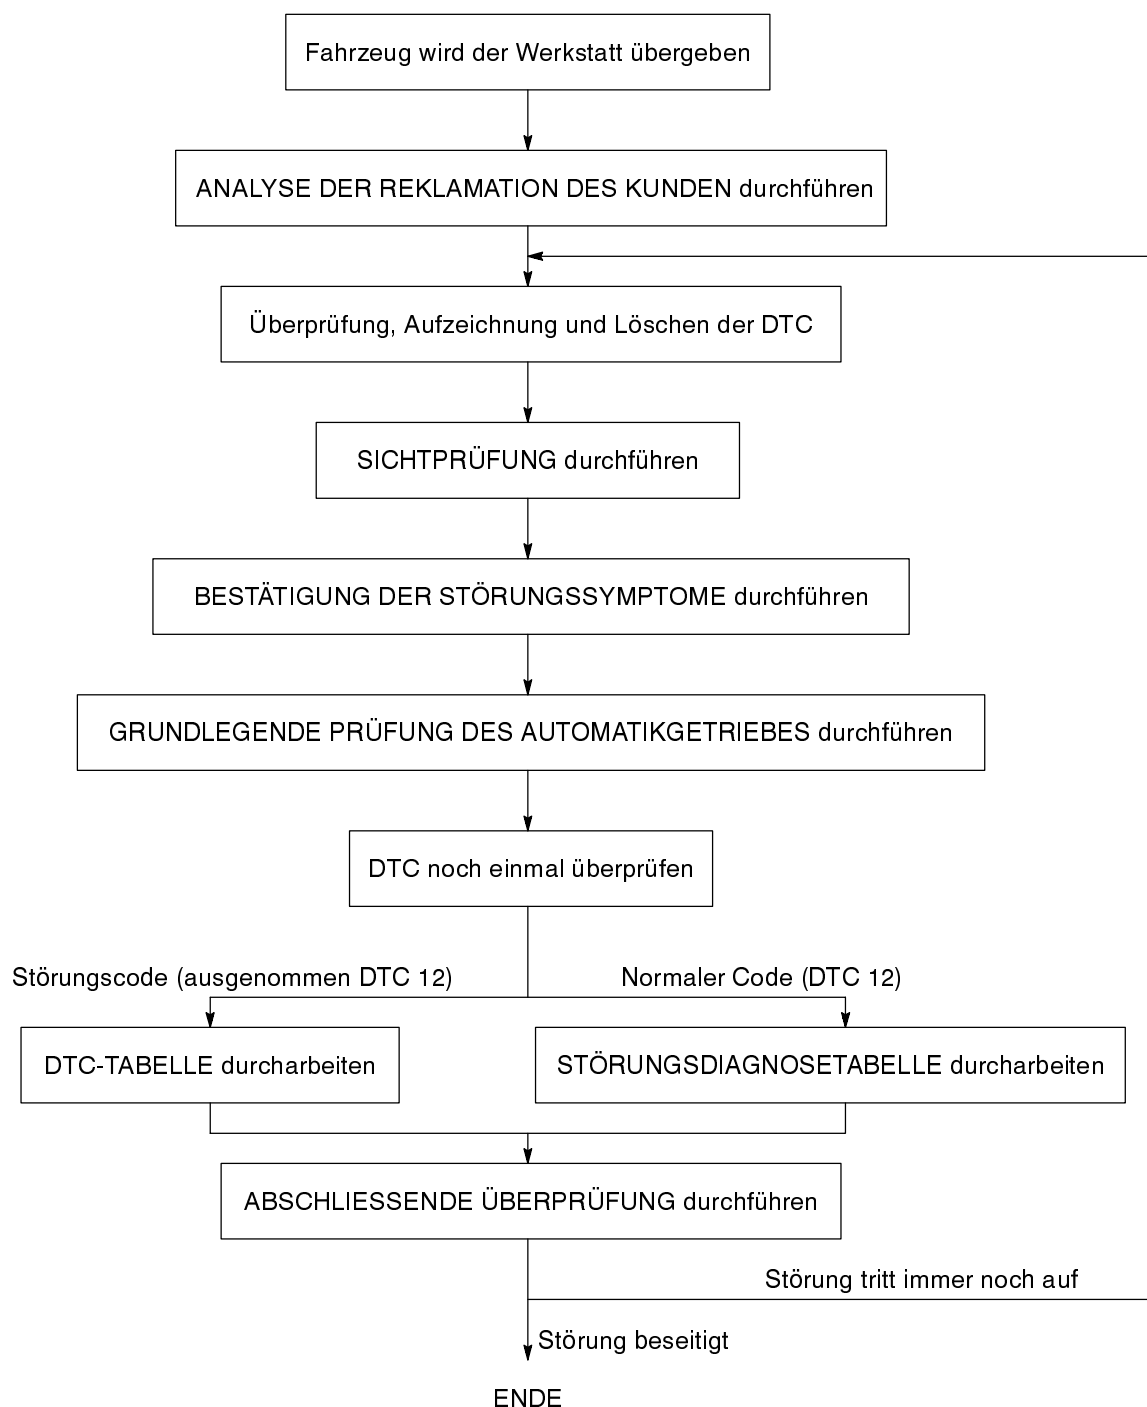 Fahrzeug wird der Werkstatt übergeben
ANALYSE DER REKLAMATION DES KUNDEN durchführen
Überprüfung, Aufzeichnung und Löschen der DTC
SICHTPRÜFUNG durchführen
BESTÄTIGUNG DER STÖRUNGSSYMPTOME durchführen
GRUNDLEGENDE PRÜFUNG DES AUTOMATIKGETRIEBES durchführen
DTC noch einmal überprüfen
Störungscode (ausgenommen DTC 12)
Normaler Code (DTC 12)
DTC-TABELLE durcharbeiten
STÖRUNGSDIAGNOSETABELLE durcharbeiten
ABSCHLIESSENDE ÜBERPRÜFUNG durchführen
Störung tritt immer noch auf
Störung beseitigt
ENDE